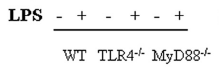 LPS - + - + - +
WT TLR4-/- MyD88-/-